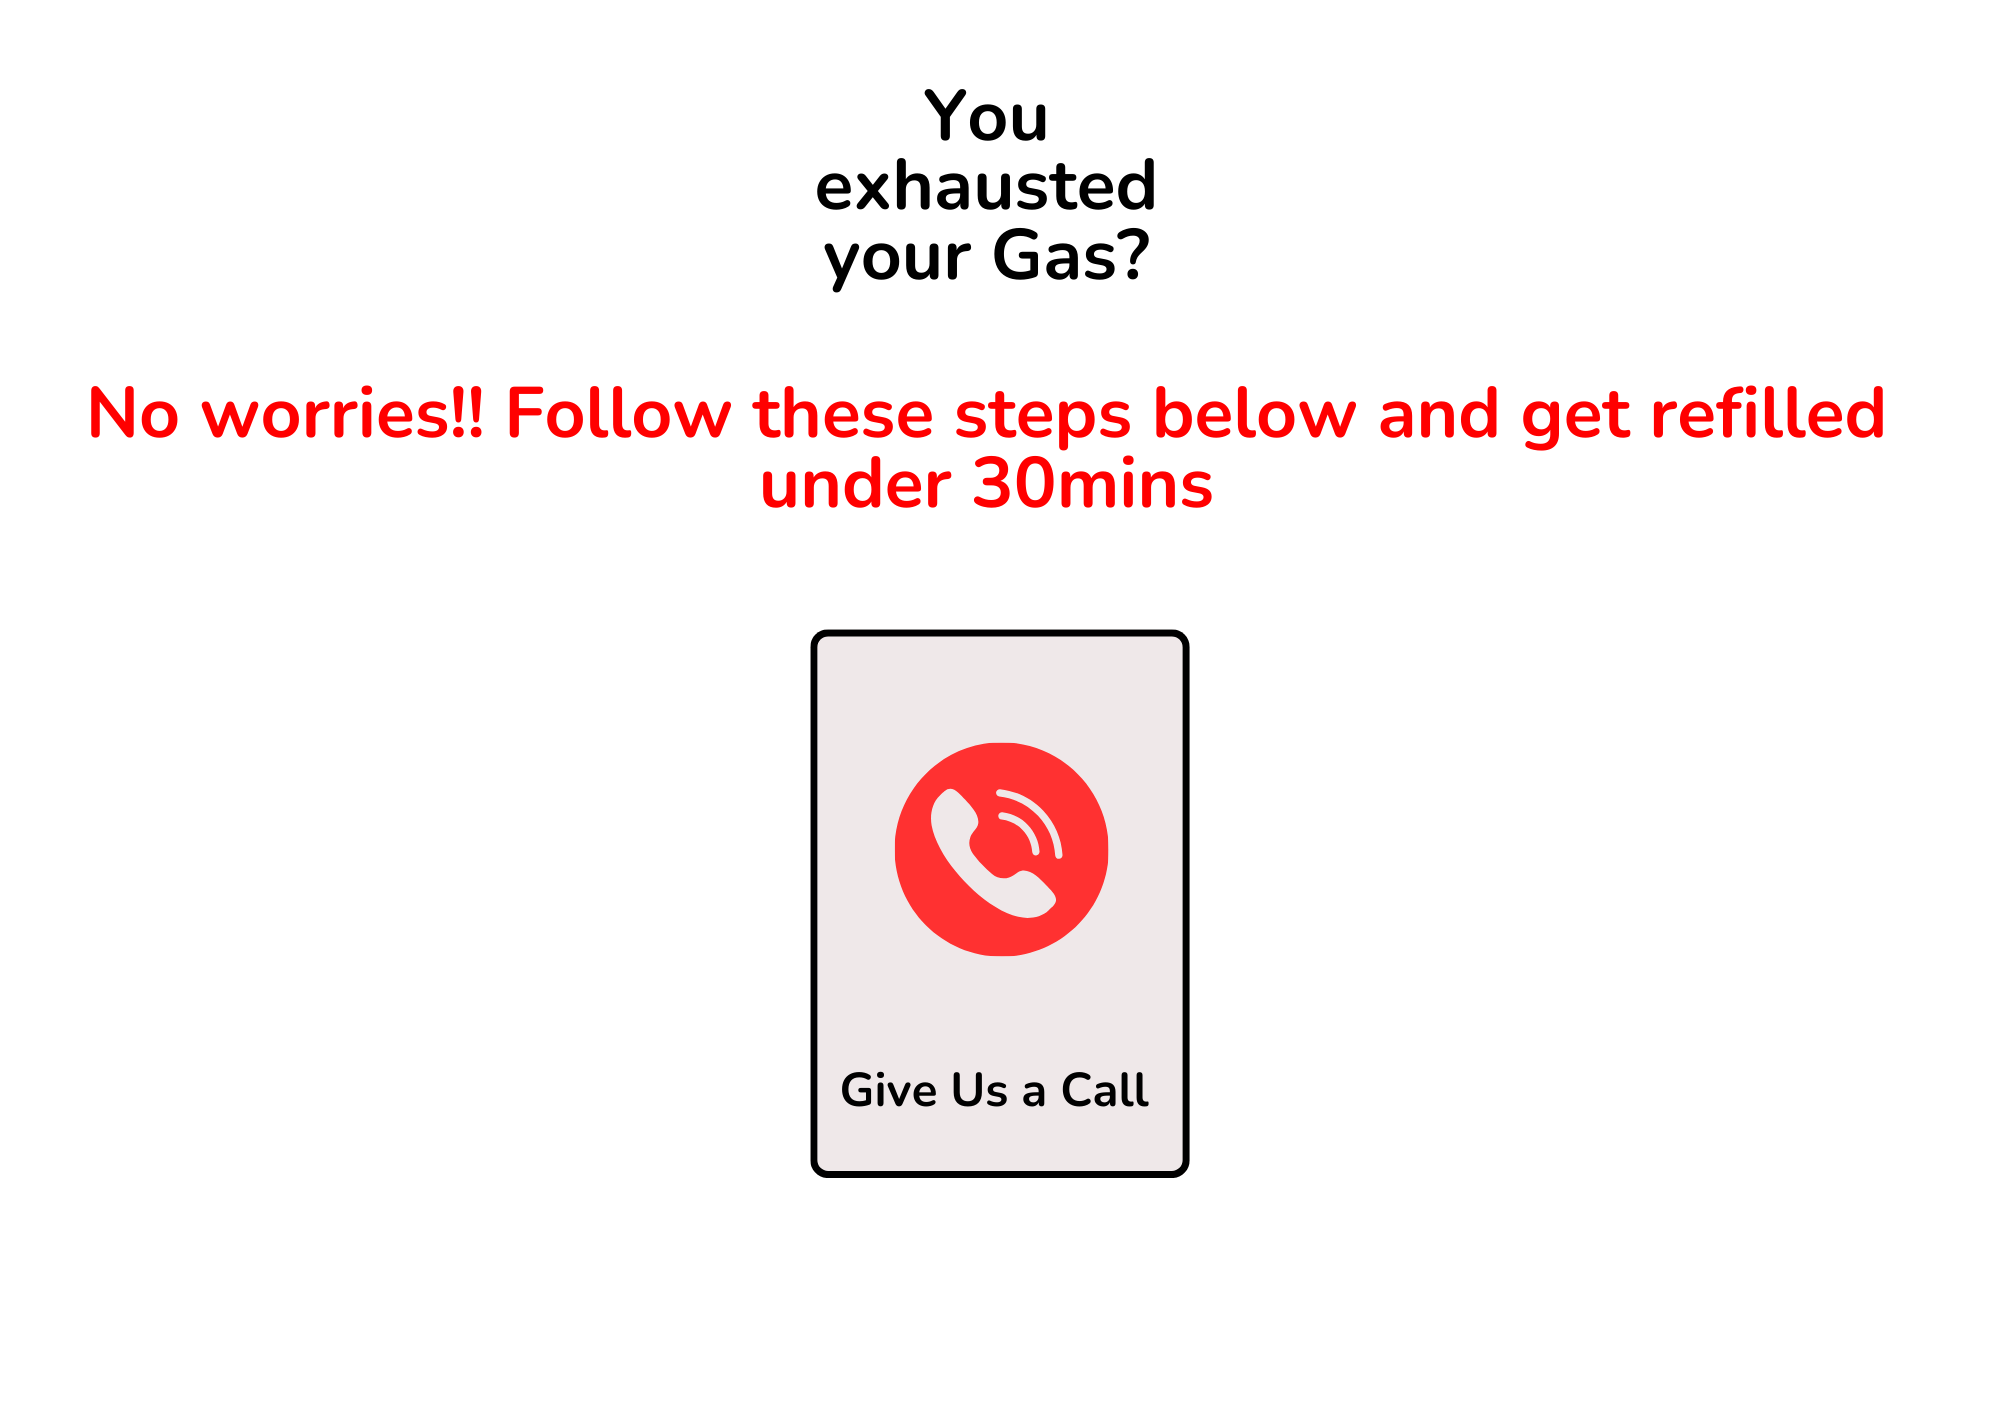 You
exhausted
your Gas?
No worries!! Follow these steps below and get refilled
under 30mins
Give Us a Call